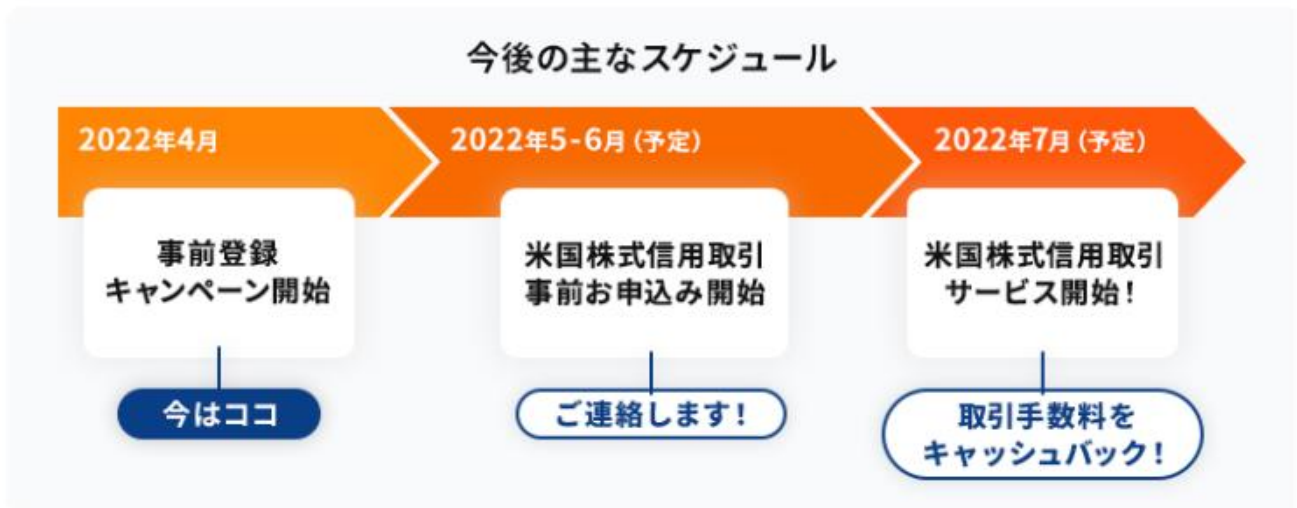 今後の主なスケジュール
2022年4月
2022年5-6月（予定）
2022年7月（予定）
事前登録
キャンペーン開始
米国株式信用取引
事前お申込み開始
米国株式信用取引
サービス開始！
今はココ
ご連絡します！
取引手数料を
キャッシュバック！